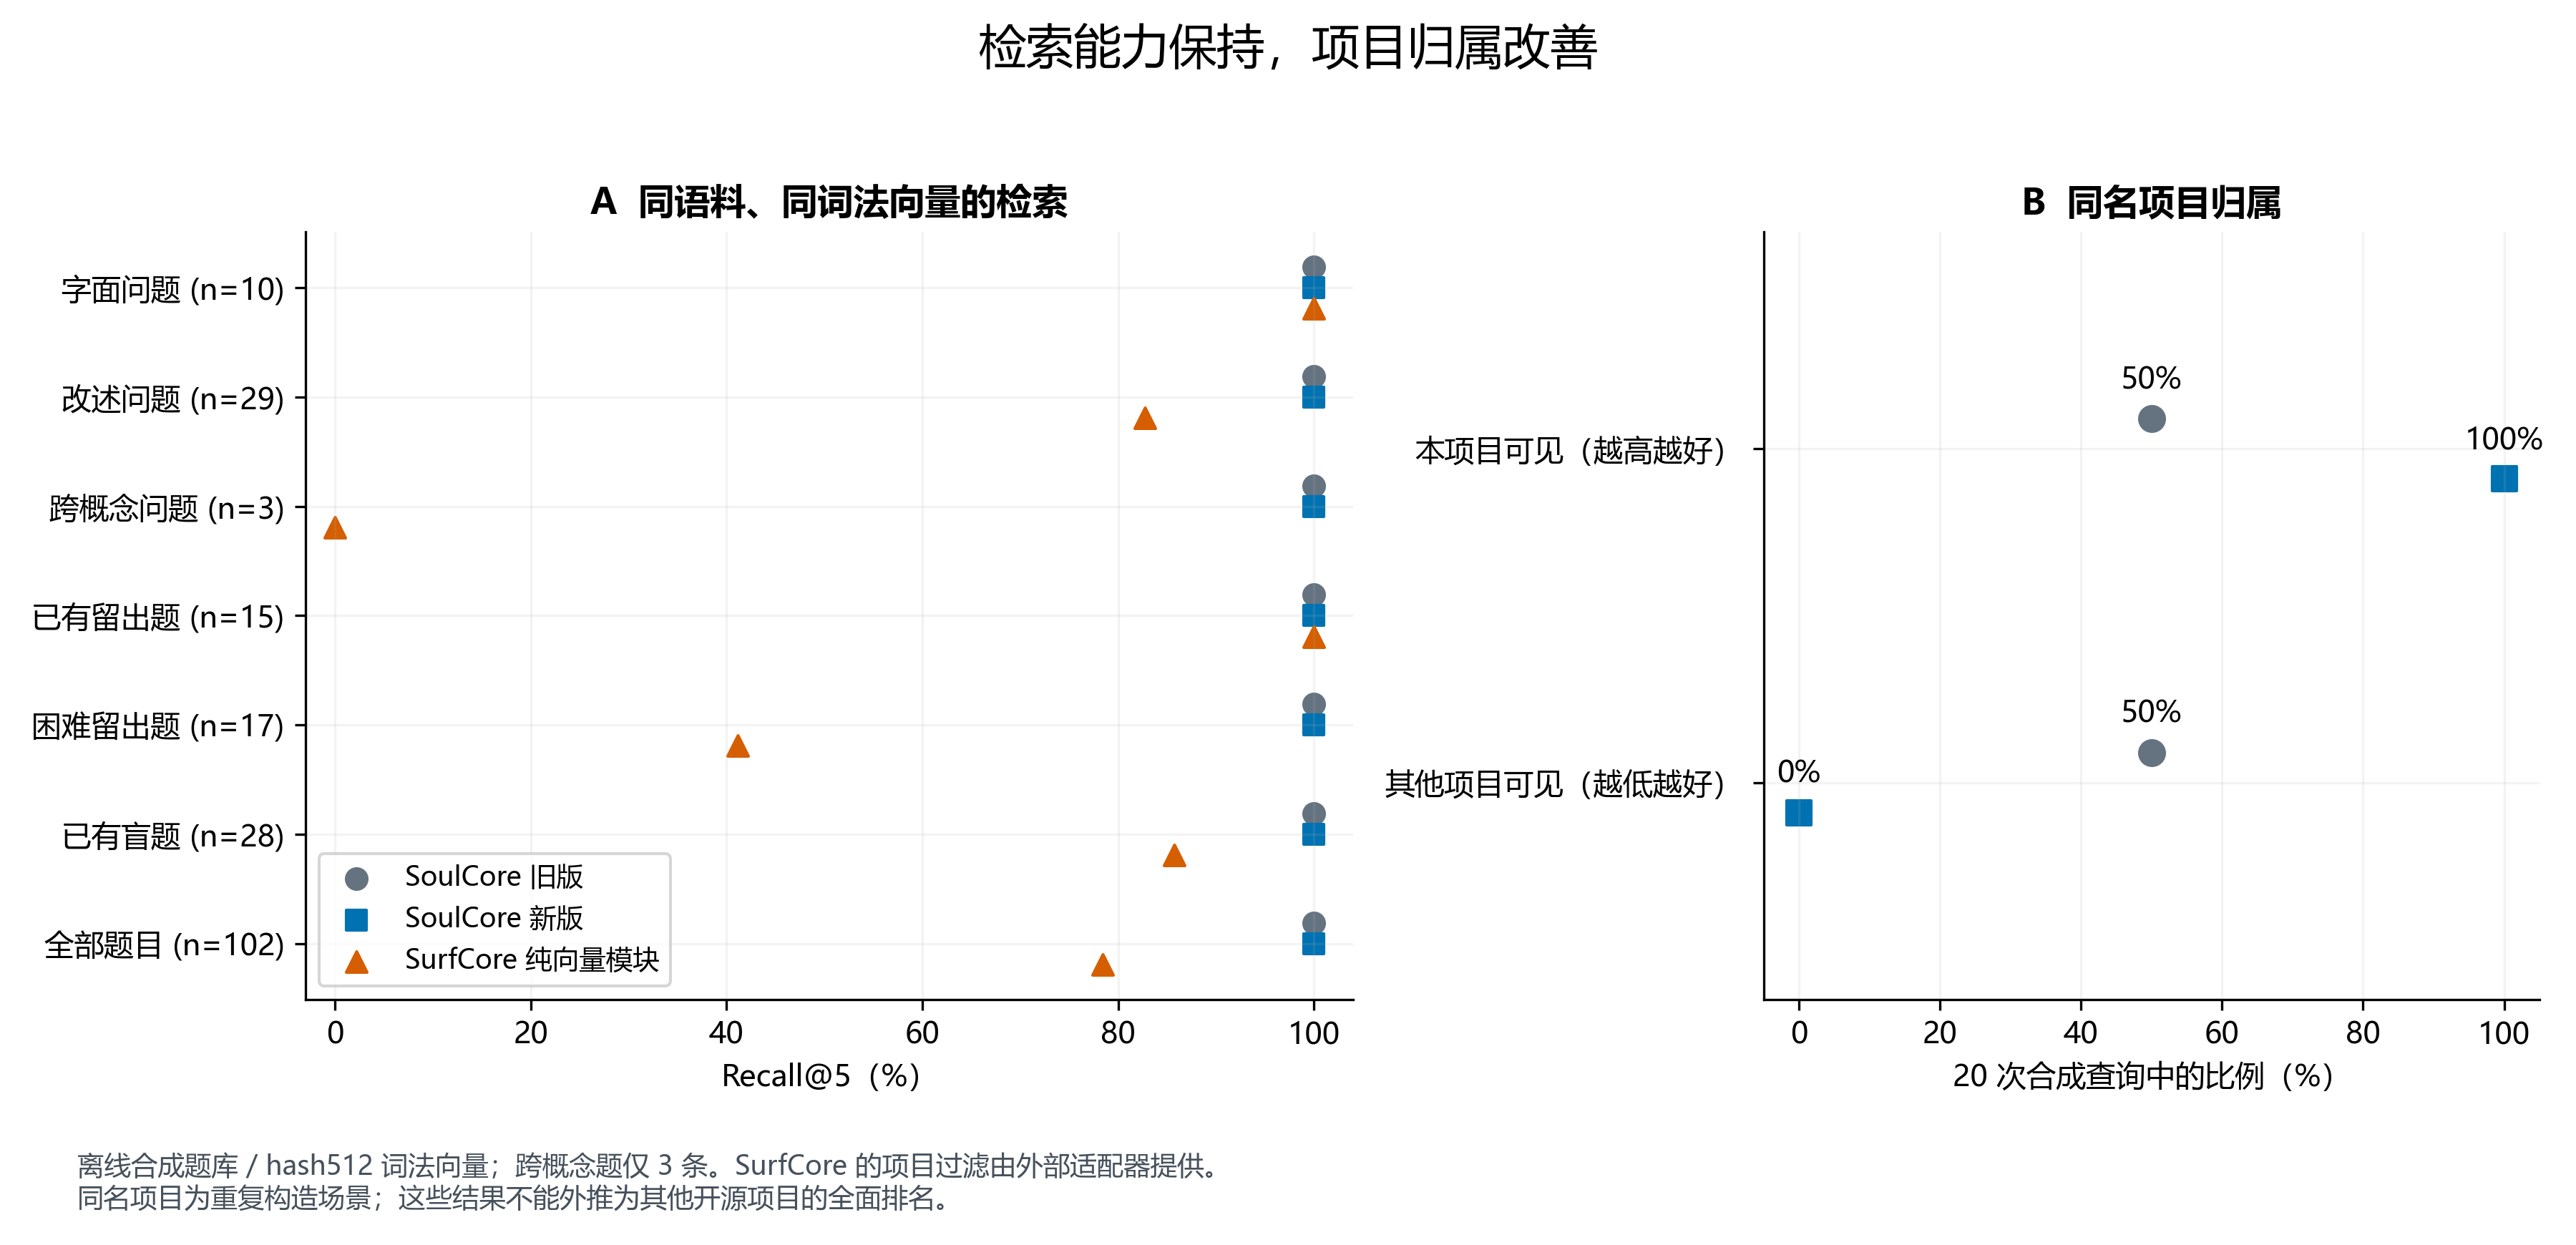 检索能力保持，项目归属改善
A 同语料、同词法向量的检索
字面问题 (n=10)
改述问题 (n=29)
跨概念问题 (n=3)
已有留出题 (n=15)
困难留出题 (n=17)
已有盲题 (n=28)
全部题目 (n=102)
SoulCore 旧版
SoulCore 新版
SurfCore 纯向量模块
0 20 40 60 80 100
Recall@5（%）
B 同名项目归属
50%
100%
本项目可见（越高越好）
50%
0%
其他项目可见（越低越好）
0 20 40 60 80 100
20 次合成查询中的比例（%）
离线合成题库 / hash512 词法向量；跨概念题仅 3 条。SurfCore 的项目过滤由外部适配器提供。
同名项目为重复构造场景；这些结果不能外推为其他开源项目的全面排名。